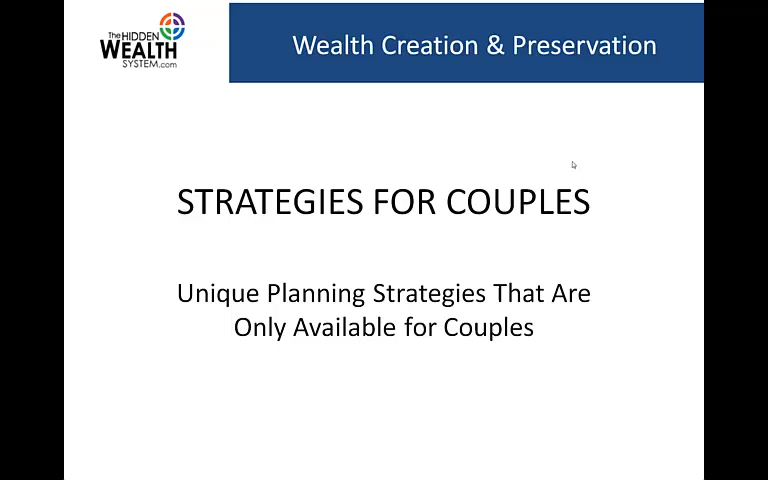 The HIDDEN
WEALTH
SYSTEM.com
Wealth Creation & Preservation
STRATEGIES FOR COUPLES
Unique Planning Strategies That Are
Only Available for Couples